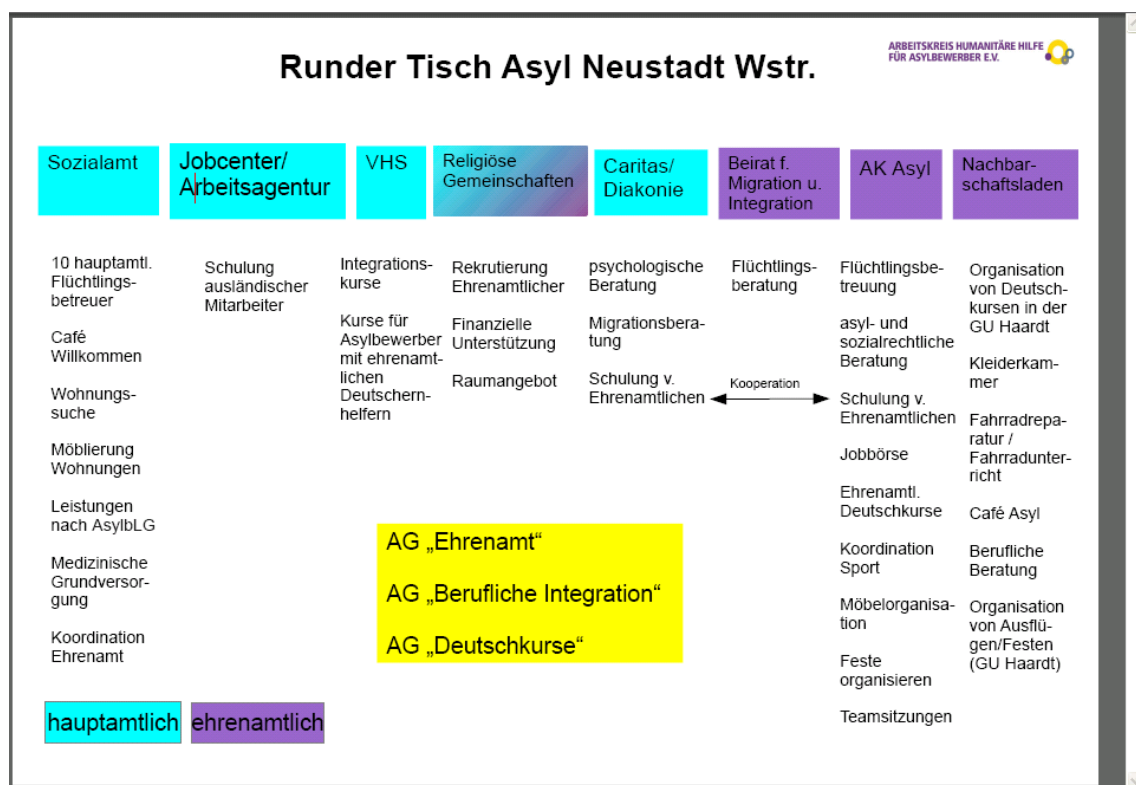 Runder Tisch Asyl Neustadt Wstr.
ARBEITSKREIS HUMANITÄRE HILFE
FÜR ASYLBEWERBER E.V.
Sozialamt
Jobcenter/
Arbeitsagentur
VHS
Religiöse
Gemeinschaften
Caritas/
Diakonie
Beirat f.
Migration u.
Integration
AK Asyl
Nachbar-
schaftsladen
10 hauptamtl.
Flüchtlings-
betreuer
Café
Willkommen
Wohnungs-
suche
Möblierung
Wohnungen
Leistungen
nach AsylbLG
Medizinische
Grundversor-
gung
Koordination
Ehrenamt
Schulung
ausländischer
Mitarbeiter
Integrations-
kurse
Kurse für
Asylbewerber
mit ehrenamt-
lichen
Deutschern-
helfern
Rekrutierung
Ehrenamtlicher
Finanzielle
Unterstützung
Raumangebot
psychologische
Beratung
Migrationsbera-
tung
Schulung v.
Ehrenamtlichen
Kooperation
Flüchtlings-
beratung
Flüchtlingsbe-
treuung
asyl- und
sozialrechtliche
Beratung
Schulung v.
Ehrenamtlichen
Jobbörse
Ehrenamtl.
Deutschkurse
Koordination
Sport
Möbelorganisa-
tion
Feste
organisieren
Teamsitzungen
Organisation
von Deutsch-
kursen in der
GU Haardt
Kleiderkam-
mer
Fahrradrepa-
ratur /
Fahrradunter-
richt
Café Asyl
Berufliche
Beratung
Organisation
von Ausflü-
gen/Festen
(GU Haardt)
AG „Ehrenamt“
AG „Berufliche Integration“
AG „Deutschkurse“
hauptamtlich
ehrenamtlich